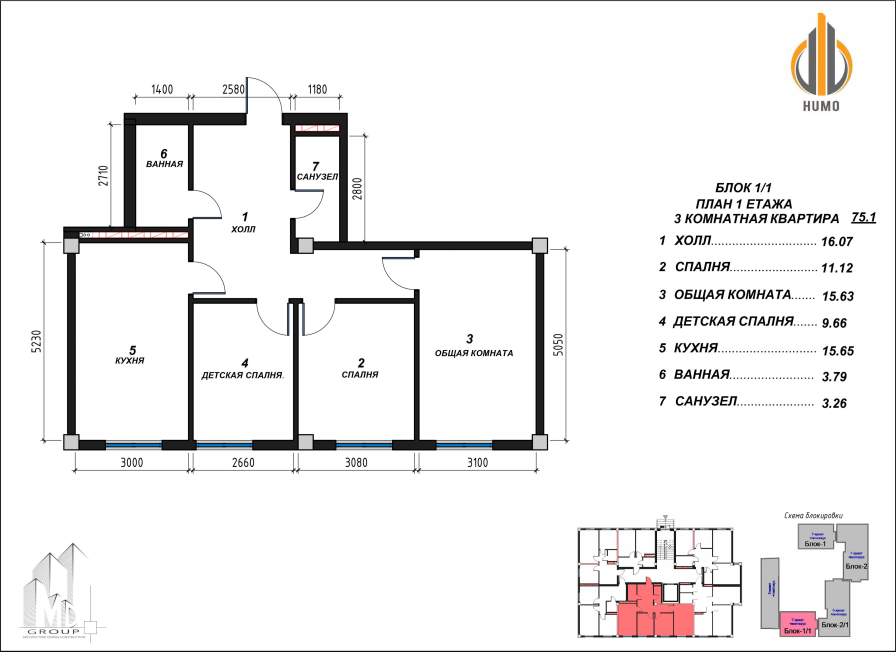 HUMO
1400
2580
1180
6
ВАННАЯ
7
САНУЗЕЛ
2710
2800
1
ХОЛЛ
5230
5050
5
КУХНЯ
4
ДЕТСКАЯ СПАЛНЯ.
2
СПАЛНЯ
3
ОБЩАЯ КОМНАТА
3000
2660
3080
3100
БЛОК 1/1
ПЛАН 1 ЕТАЖА
3 КОМНАТНАЯ КВАРТИРА 75.1
1 ХОЛЛ........................ 16.07
2 СПАЛНЯ.................... 11.12
3 ОБЩАЯ КОМНАТА...... 15.63
4 ДЕТСКАЯ СПАЛНЯ...... 9.66
5 КУХНЯ....................... 15.65
6 ВАННАЯ.................... 3.79
7 САНУЗЕЛ................... 3.26
Схема блокировки
Блок-1
Блок-2
Блок-1/1
Блок-2/1
MD
GROUP